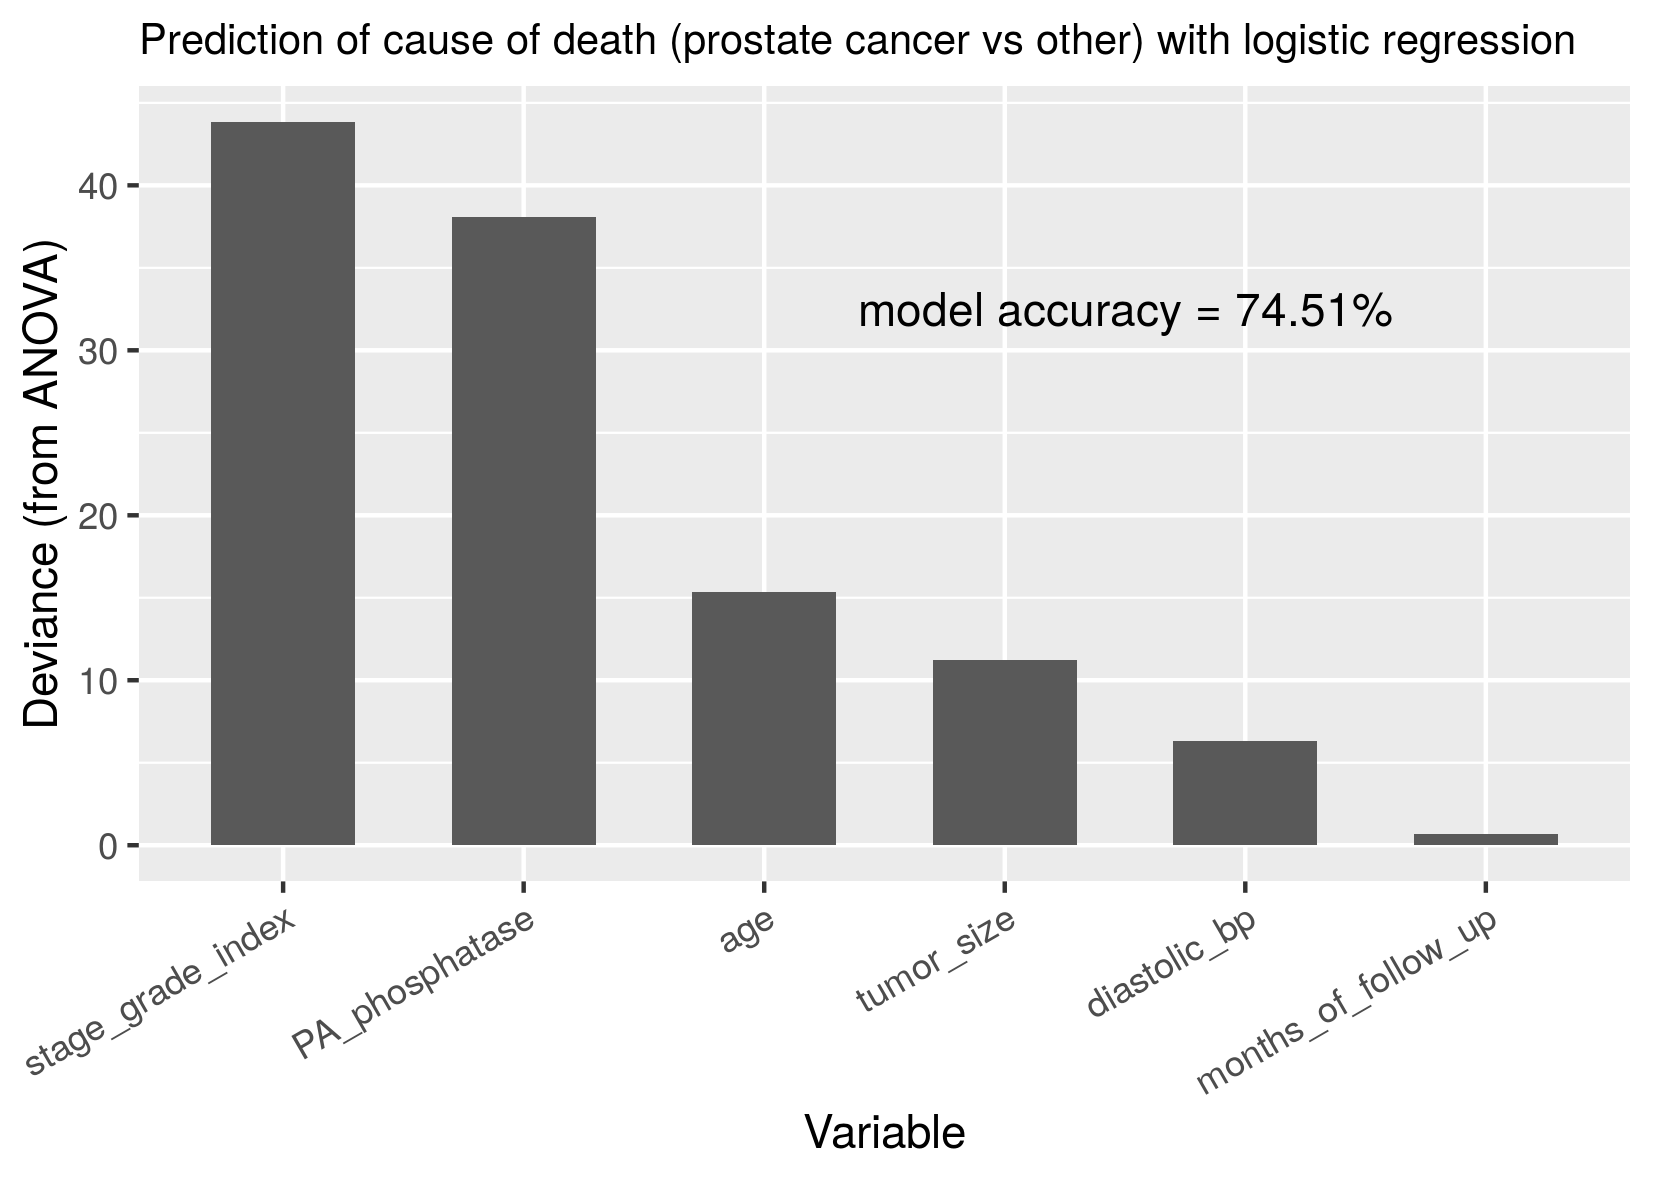 Prediction of cause of death (prostate cancer vs other) with logistic regression
Deviance (from ANOVA)
40
30
20
10
0
model accuracy = 74.51%
stage_grade_index
PA_phosphatase
age
tumor_size
diastolic_bp
months_of_follow_up
Variable